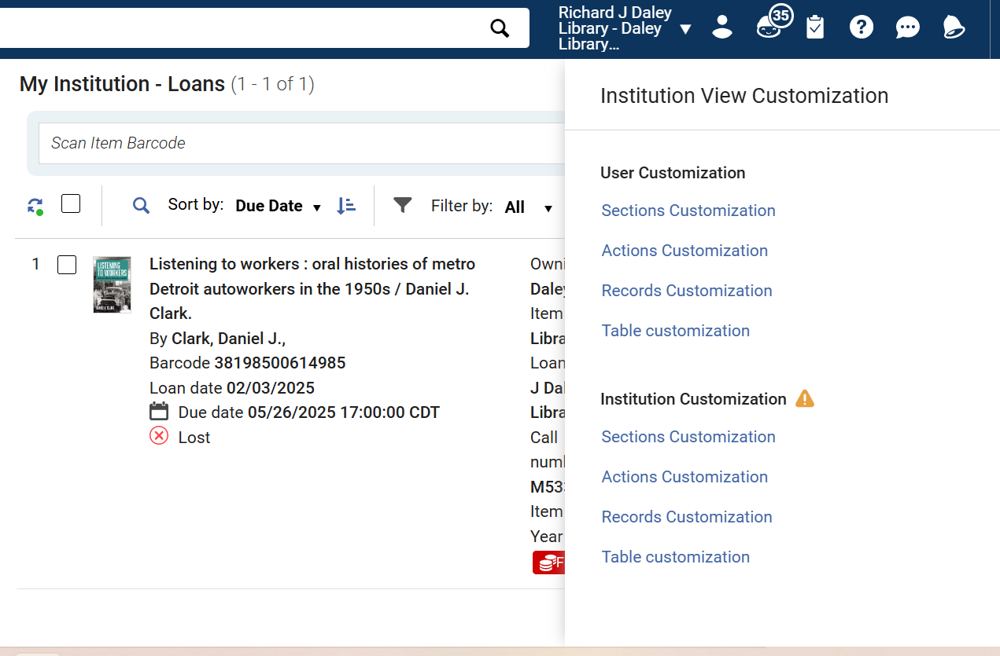 Richard J Daley
Library - Daley
Library...
35
My Institution - Loans (1 - 1 of 1)
Scan Item Barcode
Sort by: Due Date
Filter by: All
1
LISTENING
TO WORKERS
Listening to workers : oral histories of metro
Detroit autoworkers in the 1950s / Daniel J.
Clark.
By Clark, Daniel J.,
Barcode 38198500614985
Loan date 02/03/2025
Due date 05/26/2025 17:00:00 CDT
Lost
Owni
Daley
Item
Libra
Loan
J Dal
Libra
Call
num
M533
Item
Year
F
Institution View Customization
User Customization
Sections Customization
Actions Customization
Records Customization
Table customization
Institution Customization
Sections Customization
Actions Customization
Records Customization
Table customization